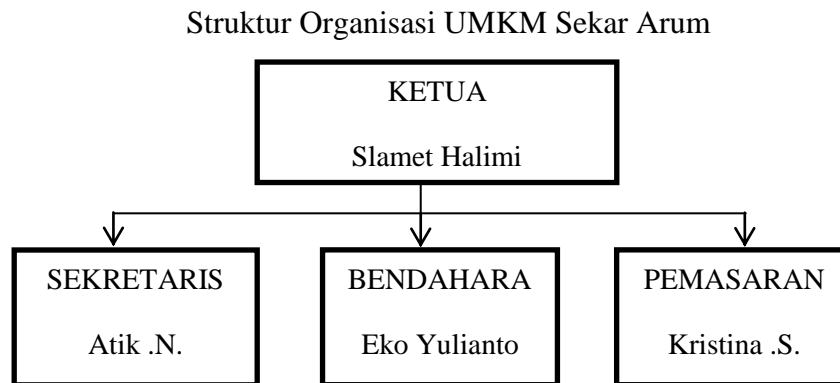 Struktur Organisasi UMKM Sekar Arum
KETUA
Slamet Halimi
SEKRETARIS
Atik .N.
BENDAHARA
Eko Yulianto
PEMASARAN
Kristina .S.